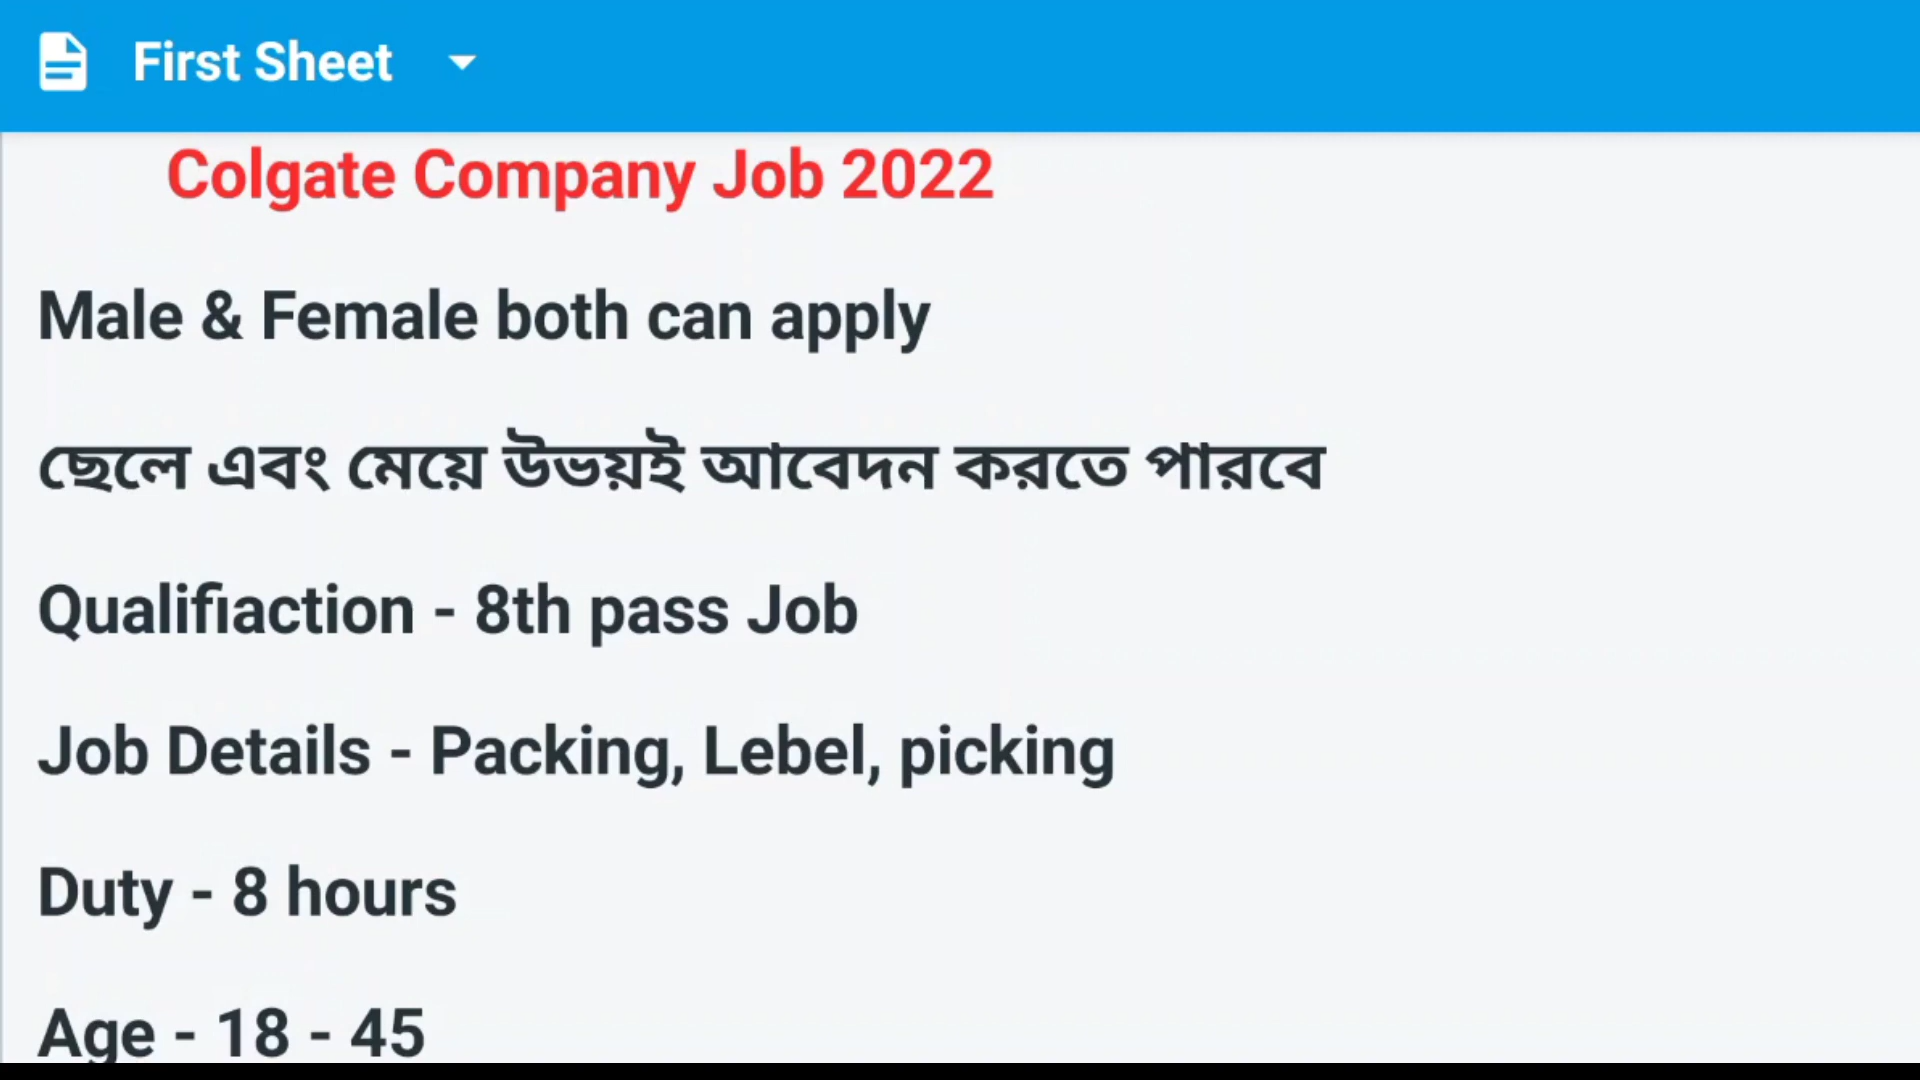 First Sheet
Colgate Company Job 2022
Male & Female both can apply
ছেলে এবং মেয়ে উভয়ই আবেদন করতে পারবে
Qualifiaction - 8th pass Job
Job Details - Packing, Lebel, picking
Duty - 8 hours
Age - 18 - 45